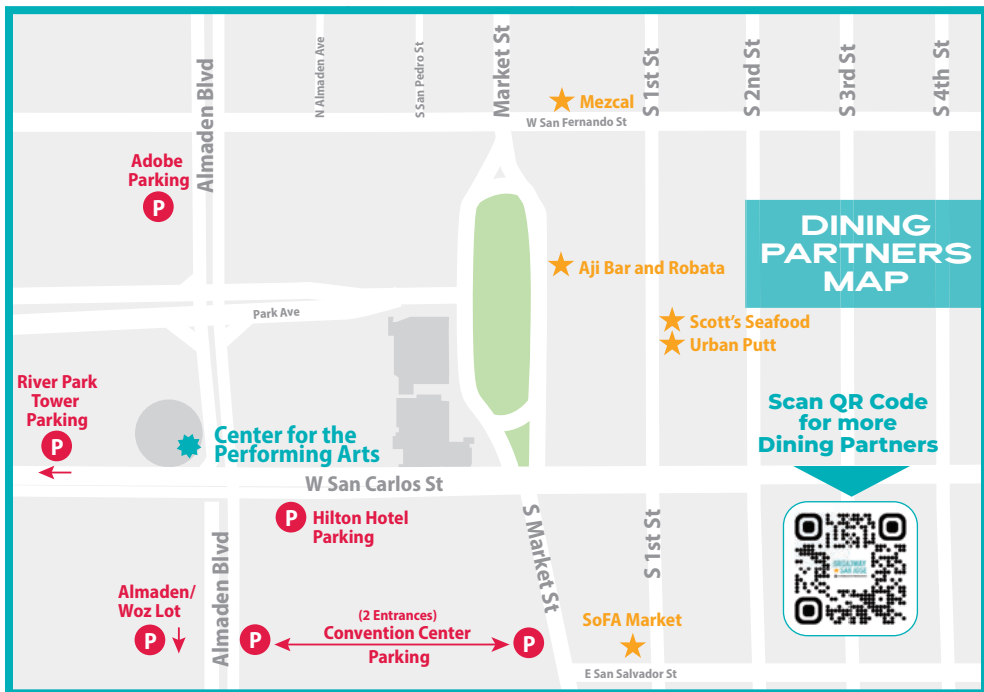 Almaden Blvd
N Almaden Ave
S San Pedro St
Market St
S 1st St
S 2nd St
S 3rd St
S 4th St
Mezcal
W San Fernando St
Adobe
Parking
P
DINING
PARTNERS
MAP
Aji Bar and Robata
Park Ave
Scott's Seafood
Urban Putt
River Park
Tower
Parking
P
Center for the
Performing Arts
Scan QR Code
for more
Dining Partners
W San Carlos St
P
Hilton Hotel
Parking
S Market St
S 1st St
BROADWAY
SAN JOSE
Almaden Blvd
Almaden/
Woz Lot
P
P
(2 Entrances)
Convention Center
Parking
P
SoFA Market
E San Salvador St